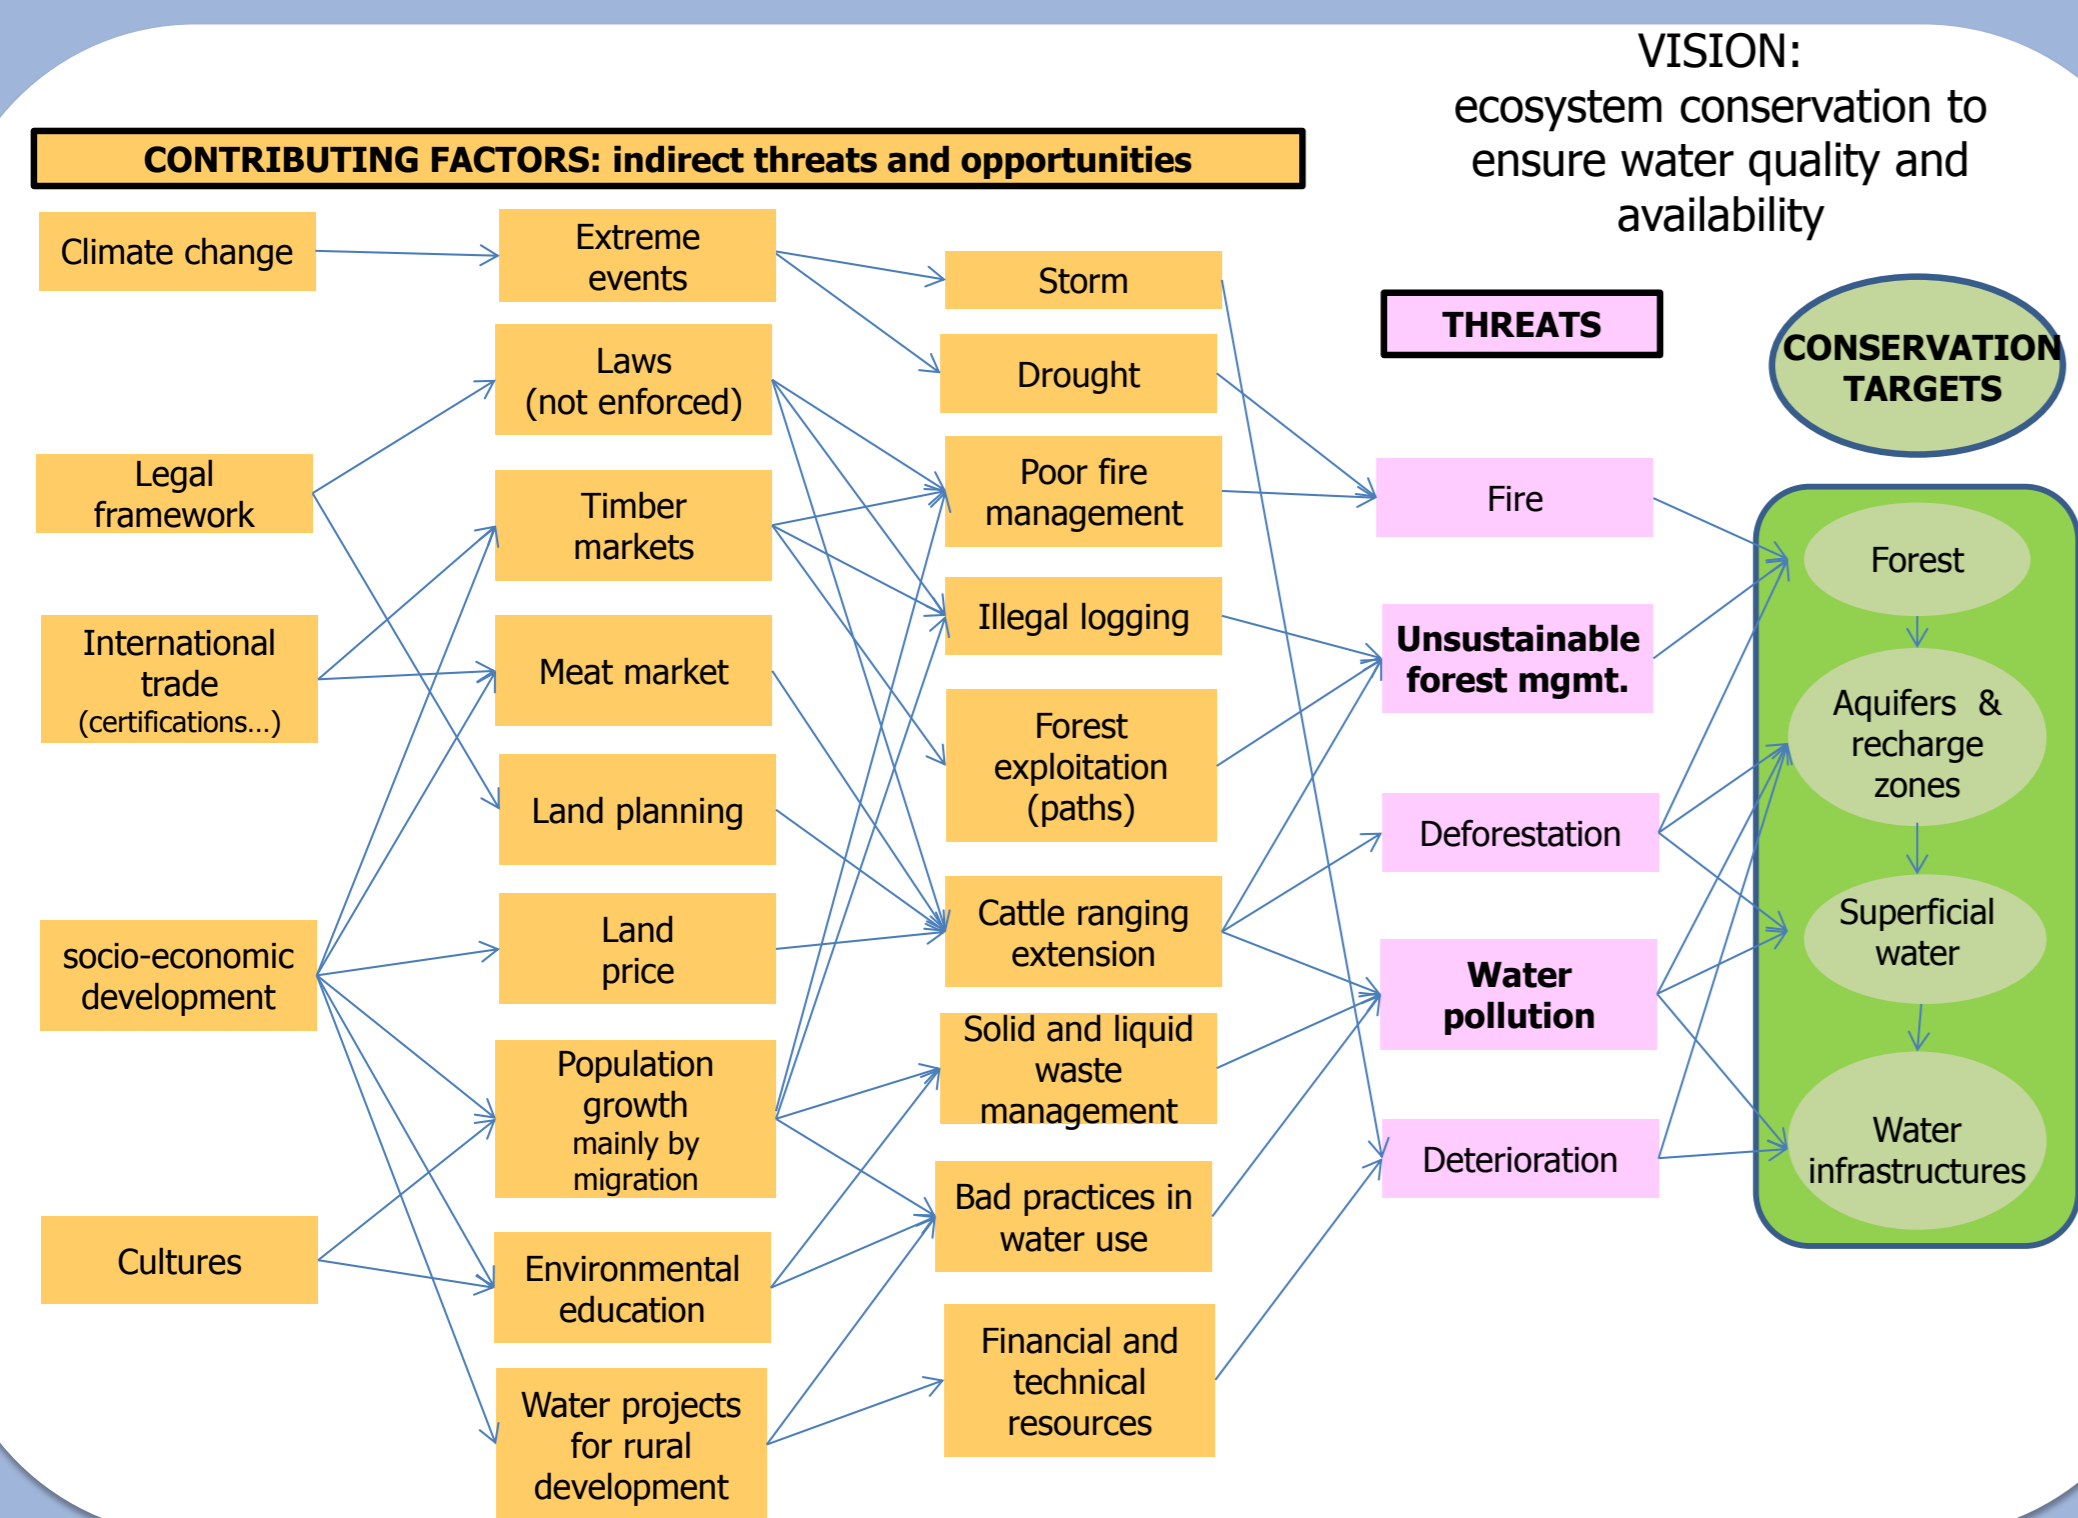 VISION:
ecosystem conservation to
ensure water quality and
availability
CONTRIBUTING FACTORS: indirect threats and opportunities
Climate change
Legal
framework
International
trade
(certifications...)
socio-economic
development
Cultures
Extreme
events
Laws
(not enforced)
Timber
markets
Meat market
Land planning
Land
price
Population
growth
mainly by
migration
Environmental
education
Water projects
for rural
development
Storm
Drought
Poor fire
management
Illegal logging
Forest
exploitation
(paths)
Cattle ranging
extension
Solid and liquid
waste
management
Bad practices in
water use
Financial and
technical
resources
THREATS
Fire
Unsustainable
forest mgmt.
Deforestation
Water
pollution
Deterioration
CONSERVATION
TARGETS
Forest
Aquifers &
recharge
zones
Superficial
water
Water
infrastructures